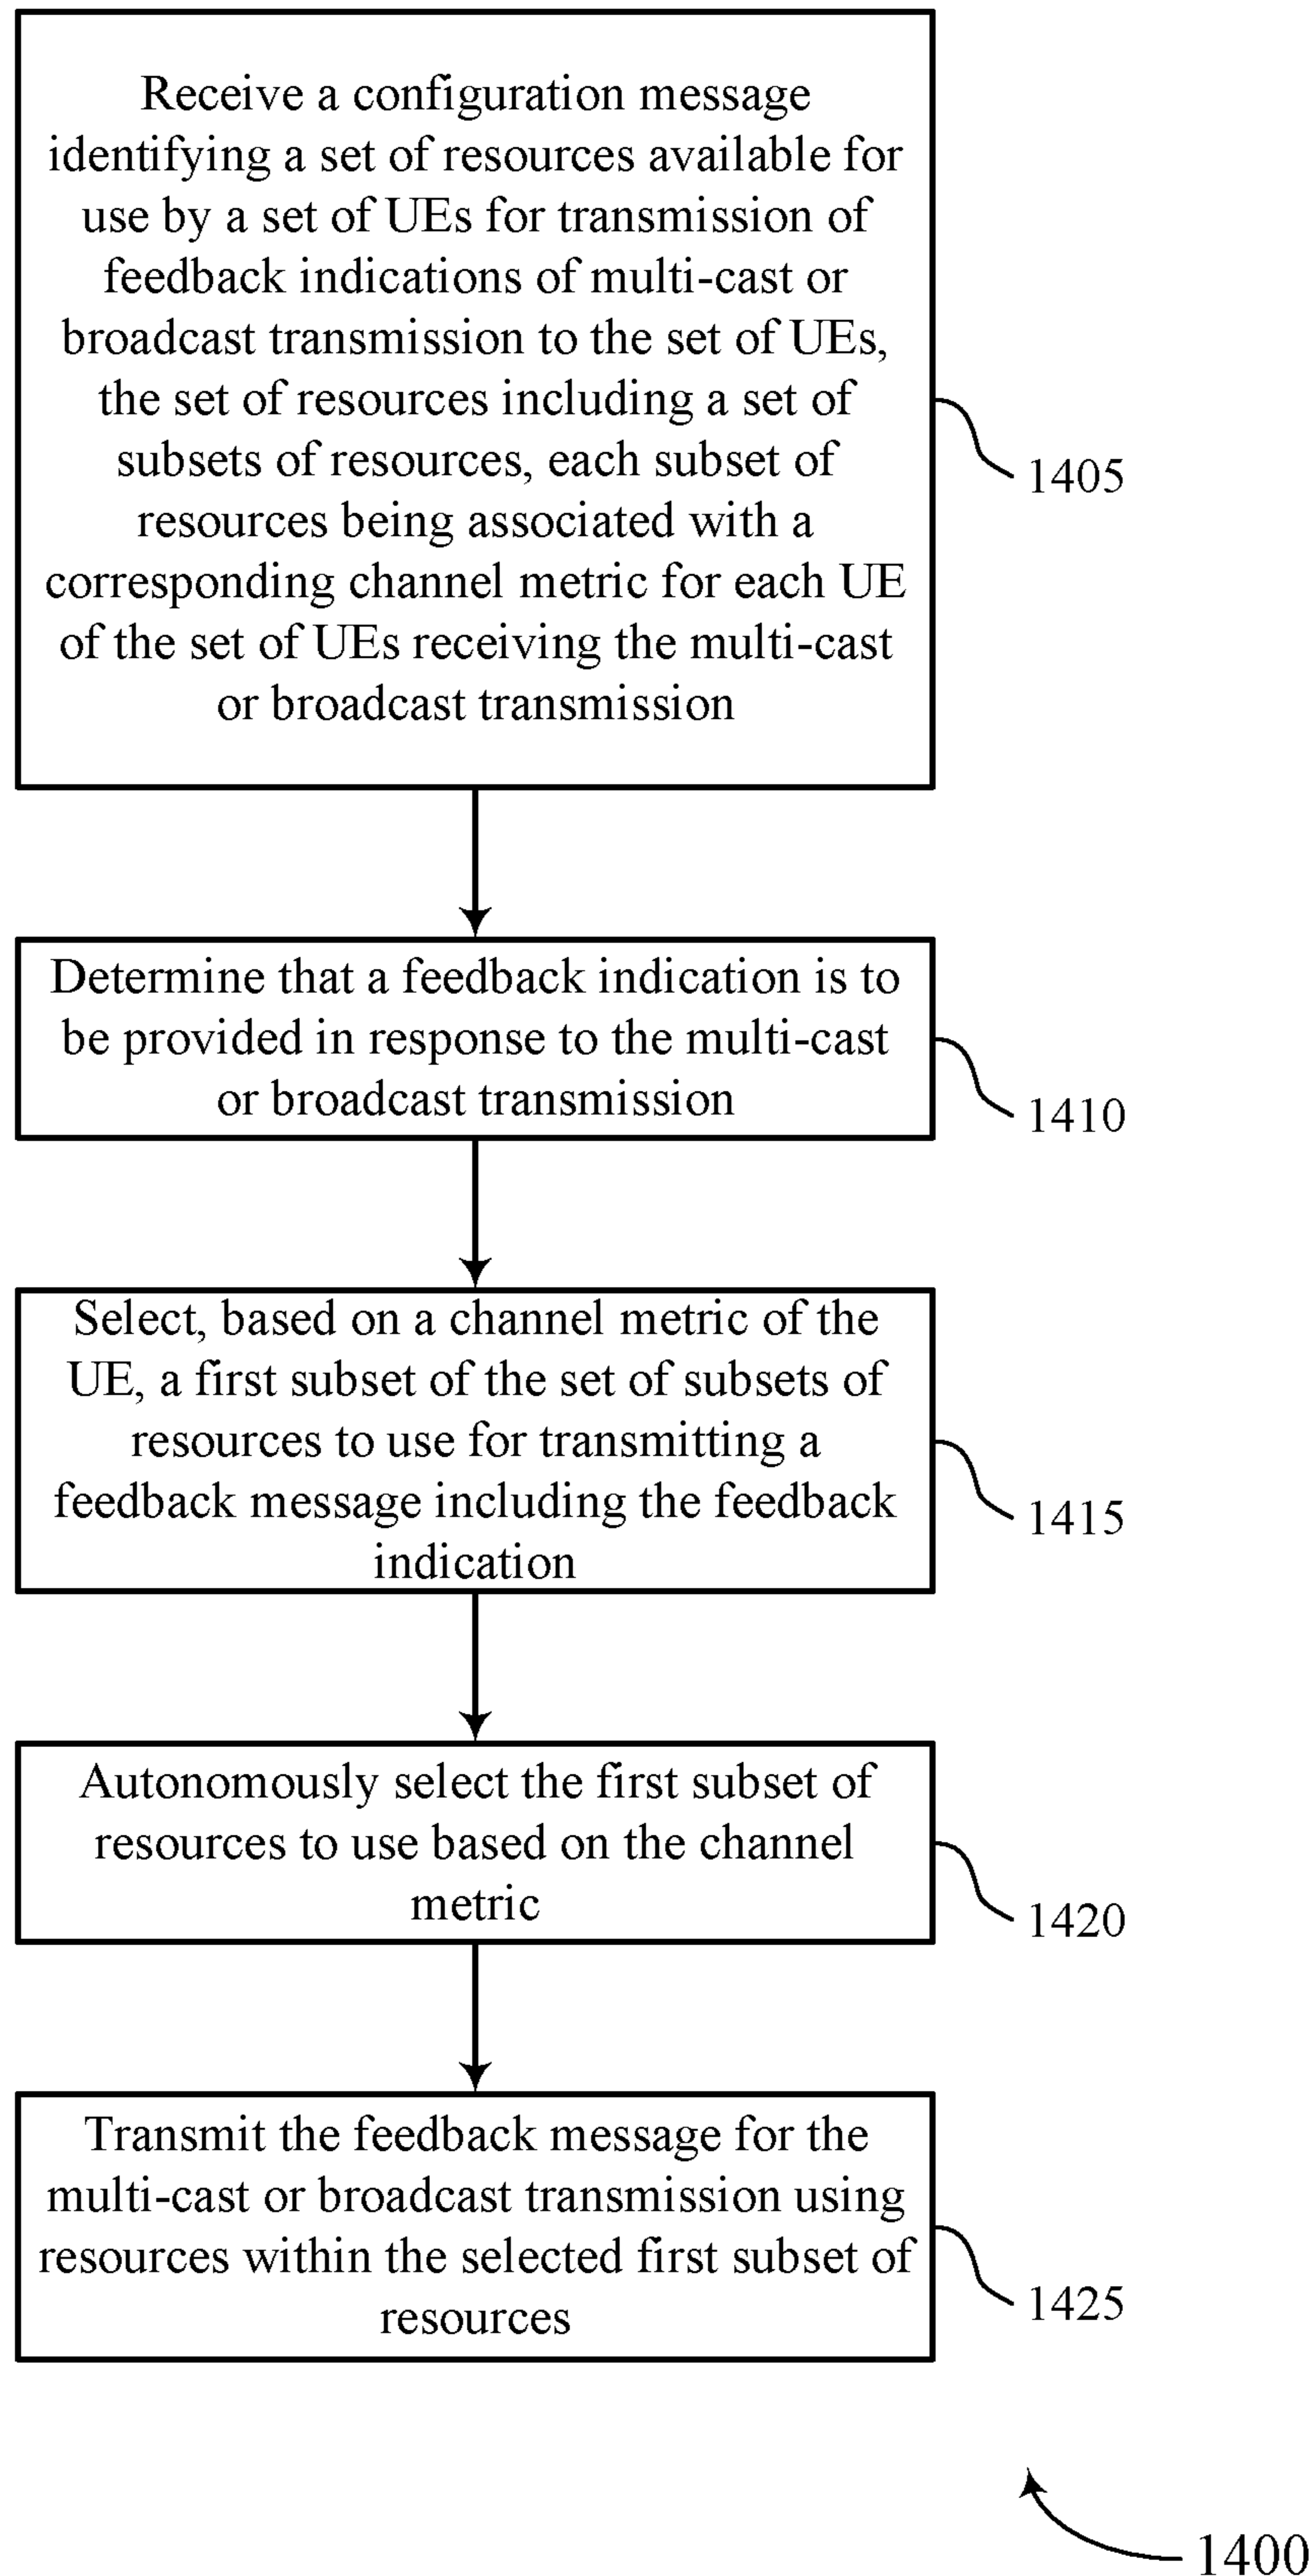 Receive a configuration message
identifying a set of resources available for
use by a set of UEs for transmission of
feedback indications of multi-cast or
broadcast transmission to the set of UEs,
the set of resources including a set of
subsets of resources, each subset of
resources being associated with a
corresponding channel metric for each UE
of the set of UEs receiving the multi-cast
or broadcast transmission
1405
Determine that a feedback indication is to
be provided in response to the multi-cast
or broadcast transmission
1410
Select, based on a channel metric of the
UE, a first subset of the set of subsets of
resources to use for transmitting a
feedback message including the feedback
indication
1415
Autonomously select the first subset of
resources to use based on the channel
metric
1420
Transmit the feedback message for the
multi-cast or broadcast transmission using
resources within the selected first subset of
resources
1425
1400